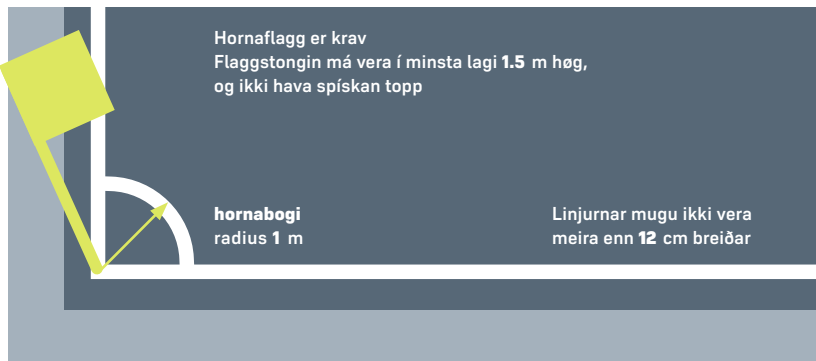 Hornaflagg er krav
Flaggstongin má vera í minsta lagi 1.5 m høg,
og ikki hava spískan topp
hornabogi
radius 1 m
Linjurnar mugu ikki vera
meira enn 12 cm breiðar